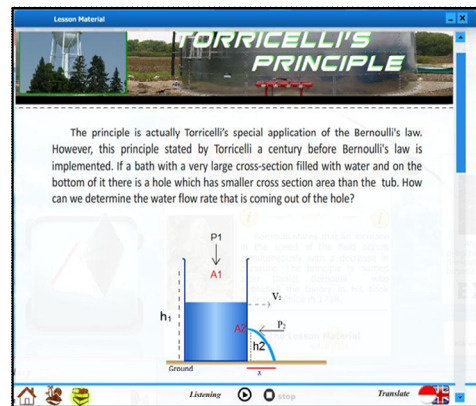 Lesson Material
TORRICELLI'S
PRINCIPLE
The principle is actually Torricelli's special application of the Bernoulli's law.
However, this principle stated by Torricelli a century before Bernoulli's law is
implemented. If a bath with a very large cross-section filled with water and on the
bottom of it there is a hole which has smaller cross section area than the tub. How
can we determine the water flow rate that is coming out of the hole?
P1
A1
V2
h1
A2
P2
h2
Ground
x
Listening
stop
Translate